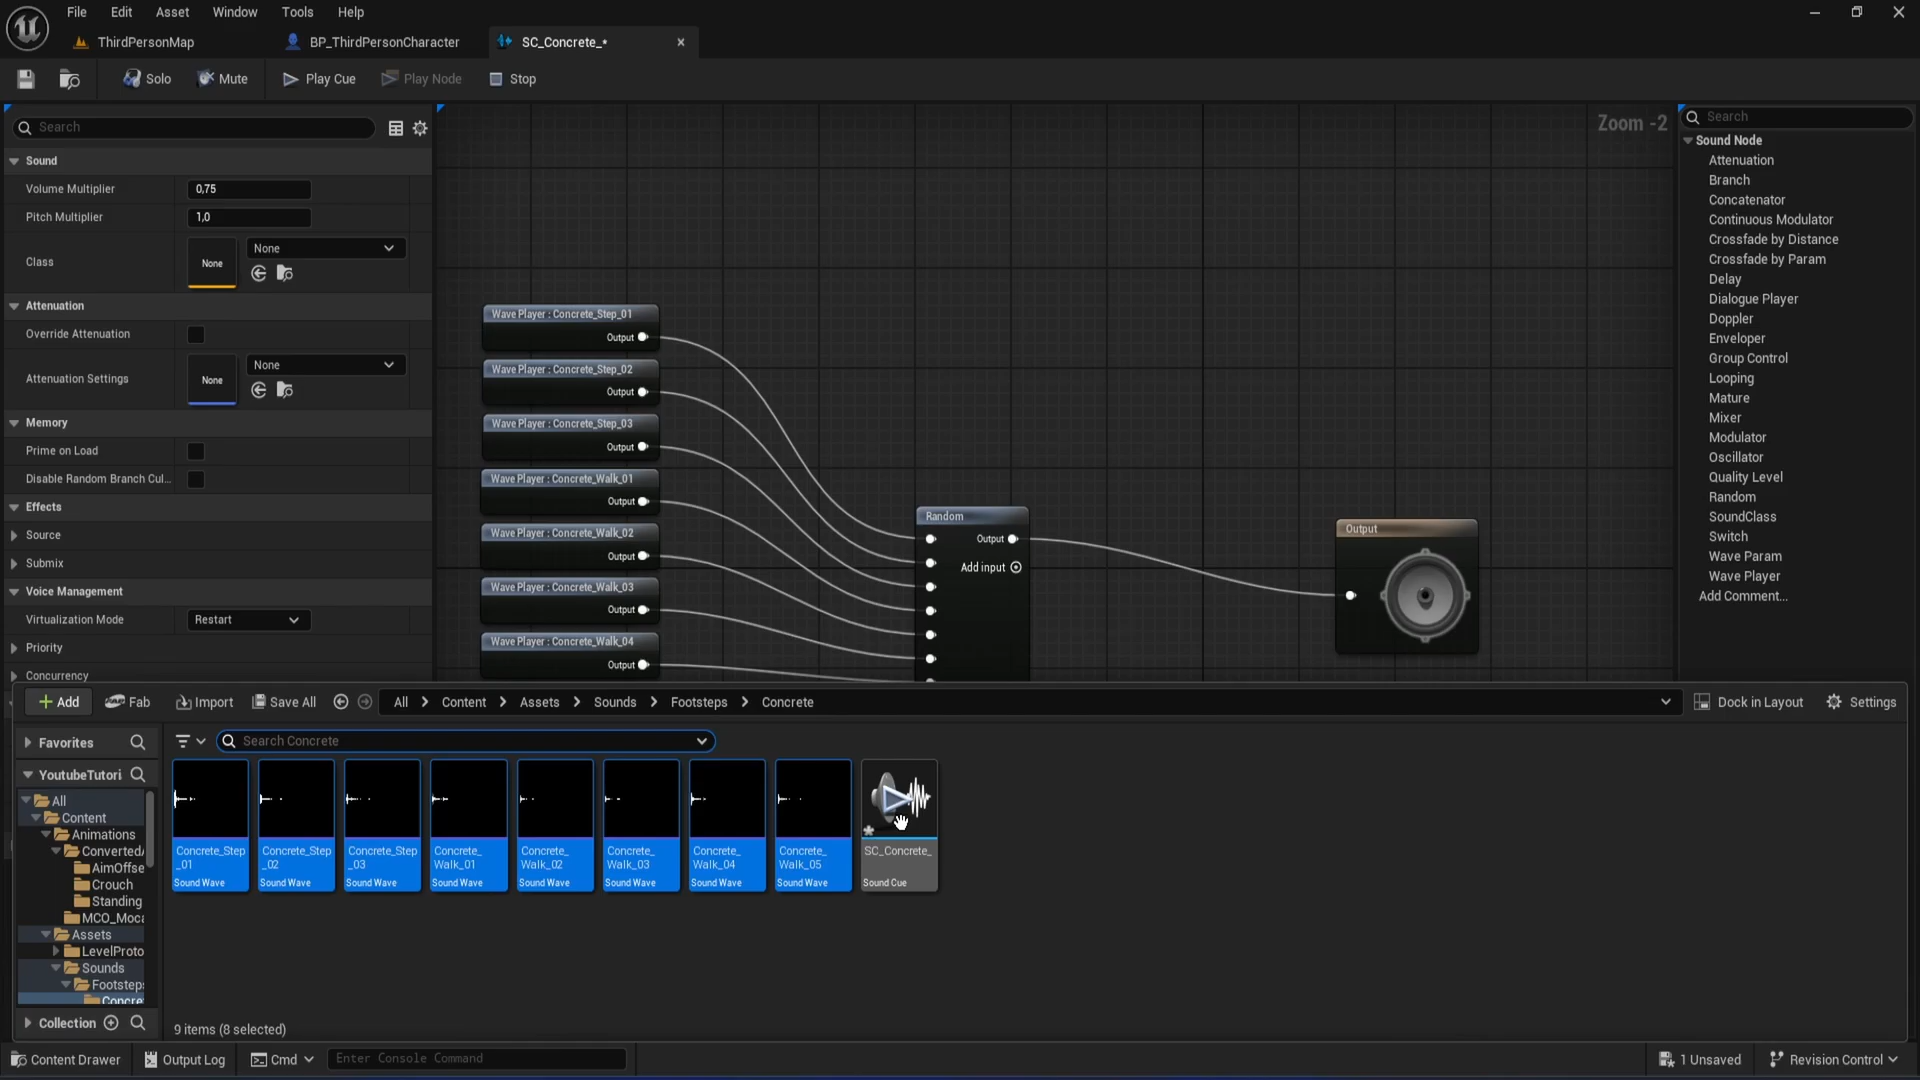 File Edit Asset Window Tools Help
ThirdPersonMap BP_ThirdPersonCharacter SC_Concrete_*
Solo Mute Play Cue Play Node Stop
Search
Sound
Volume Multiplier 0,75
Pitch Multiplier 1,0
Class None None
Attenuation
Override Attenuation
Attenuation Settings None None
Memory
Prime on Load
Disable Random Branch Cul...
Effects
Source
Submix
Voice Management
Virtualization Mode Restart
Priority
Concurrency
Zoom -2
Wave Player : Concrete_Step_01
Output
Wave Player : Concrete_Step_02
Output
Wave Player : Concrete_Step_03
Output
Wave Player : Concrete_Walk_01
Output
Wave Player : Concrete_Walk_02
Output
Wave Player : Concrete_Walk_03
Output
Wave Player : Concrete_Walk_04
Output
Random
Output
Add input
Output
Search
Sound Node
Attenuation
Branch
Concatenator
Continuous Modulator
Crossfade by Distance
Crossfade by Param
Delay
Dialogue Player
Doppler
Enveloper
Group Control
Looping
Mature
Mixer
Modulator
Oscillator
Quality Level
Random
SoundClass
Switch
Wave Param
Wave Player
Add Comment...
Add Fab Import Save All All Content Assets Sounds Footsteps Concrete Dock in Layout Settings
Favorites
YoutubeTutori
All
Content
Animations
Converted
AimOffse
Crouch
Standing
MCO_Moca
Assets
LevelProto
Sounds
Footsteps
Concre
Collection
Search Concrete
Concrete_Step_01 Sound Wave
Concrete_Step_02 Sound Wave
Concrete_Step_03 Sound Wave
Concrete_Walk_01 Sound Wave
Concrete_Walk_02 Sound Wave
Concrete_Walk_03 Sound Wave
Concrete_Walk_04 Sound Wave
Concrete_Walk_05 Sound Wave
SC_Concrete_ Sound Cue
9 items (8 selected)
Content Drawer Output Log Cmd Enter Console Command 1 Unsaved Revision Control